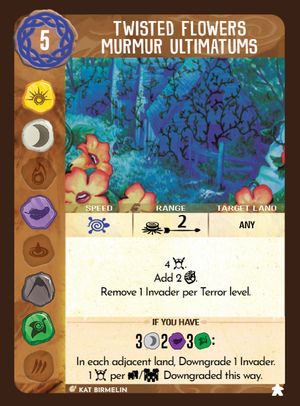 5
TWISTED FLOWERS
MURMUR ULTIMATUMS
SPEED
RANGE
TARGET LAND
2
ANY
4
Add 2
Remove 1 Invader per Terror level.
IF YOU HAVE
3 2 3 :
In each adjacent land, Downgrade 1 Invader.
1 per / Downgraded this way.
KAT BIRMELIN